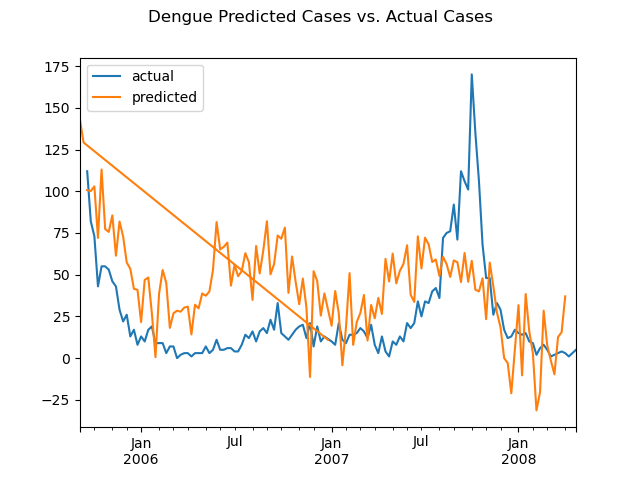 Dengue Predicted Cases vs. Actual Cases
actual
predicted
175
150
125
100
75
50
25
0
−25
Jan
2006
Jul
Jan
2007
Jul
Jan
2008